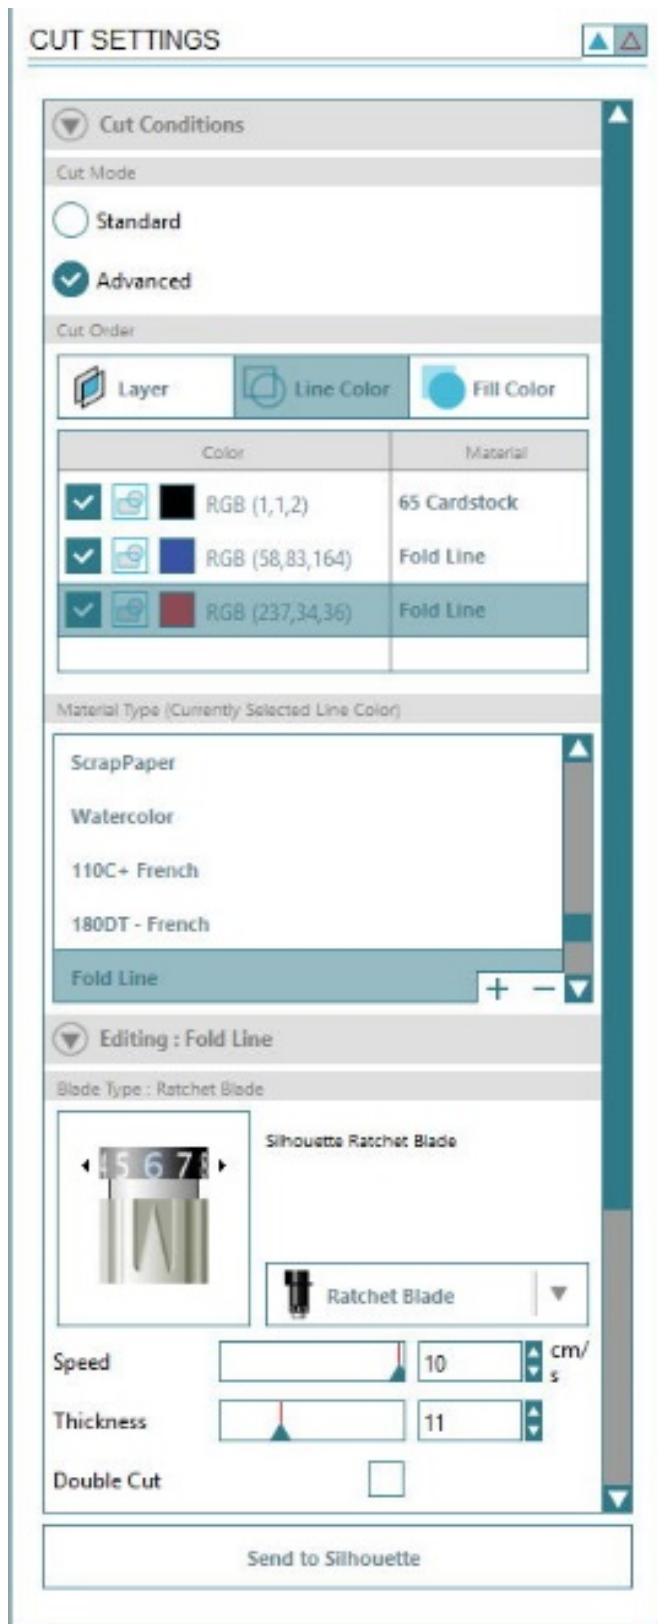 CUT SETTINGS
Cut Conditions
Cut Mode
Standard
Advanced
Cut Order
Layer Line Color Fill Color
Color Material
RGB (1,1,2) 65 Cardstock
RGB (58,83,164) Fold Line
RGB (237,34,36) Fold Line
Material Type (Currently Selected Line Color)
ScrapPaper
Watercolor
110C+ French
180DT - French
Fold Line
+ −
Editing : Fold Line
Blade Type : Ratchet Blade
Silhouette Ratchet Blade
5 6 7
Ratchet Blade
Speed 10 cm/
s
Thickness 11
Double Cut
Send to Silhouette